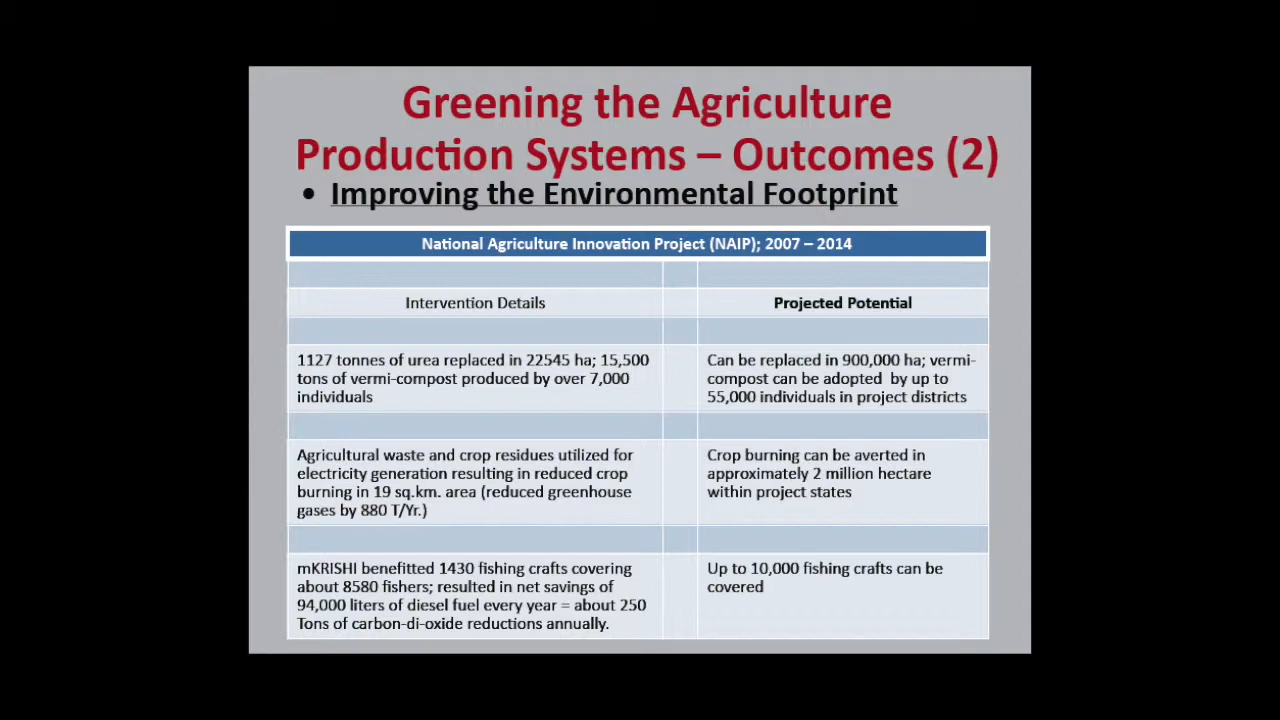 Greening the Agriculture
Production Systems – Outcomes (2)
• Improving the Environmental Footprint
National Agriculture Innovation Project (NAIP); 2007 – 2014
Intervention Details
Projected Potential
1127 tonnes of urea replaced in 22545 ha; 15,500
tons of vermi-compost produced by over 7,000
individuals
Can be replaced in 900,000 ha; vermi-
compost can be adopted by up to
55,000 individuals in project districts
Agricultural waste and crop residues utilized for
electricity generation resulting in reduced crop
burning in 19 sq.km. area (reduced greenhouse
gases by 880 T/Yr.)
Crop burning can be averted in
approximately 2 million hectare
within project states
mKRISHI benefitted 1430 fishing crafts covering
about 8580 fishers; resulted in net savings of
94,000 liters of diesel fuel every year = about 250
Tons of carbon-di-oxide reductions annually.
Up to 10,000 fishing crafts can be
covered